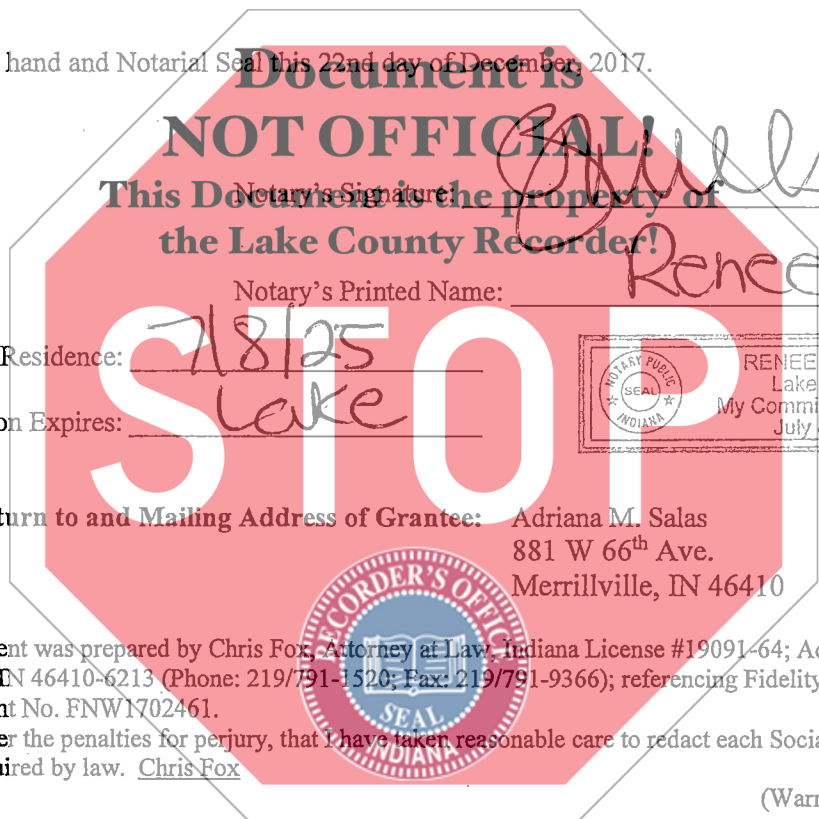 hand and Notarial Seal this 22nd day of December, 2017.
Document is
NOT OFFICIAL!
This Document is the property of
the Lake County Recorder!
Notary's Signature:
Renee
Notary's Printed Name:
Residence: 7/8/25
on Expires: Lake
RENEE
Lake
My Commi
July
NOTARY PUBLIC
SEAL
INDIANA
STOP
turn to and Mailing Address of Grantee: Adriana M. Salas
881 W 66th Ave.
Merrillville, IN 46410
RECORDER'S OFFICE
SEAL
INDIANA
ent was prepared by Chris Fox, Attorney at Law, Indiana License #19091-64; Ad
IN 46410-6213 (Phone: 219/791-1520; Fax: 219/791-9366); referencing Fidelity
nt No. FNW1702461.
er the penalties for perjury, that I have taken reasonable care to redact each Socia
uired by law. Chris Fox
(Warr